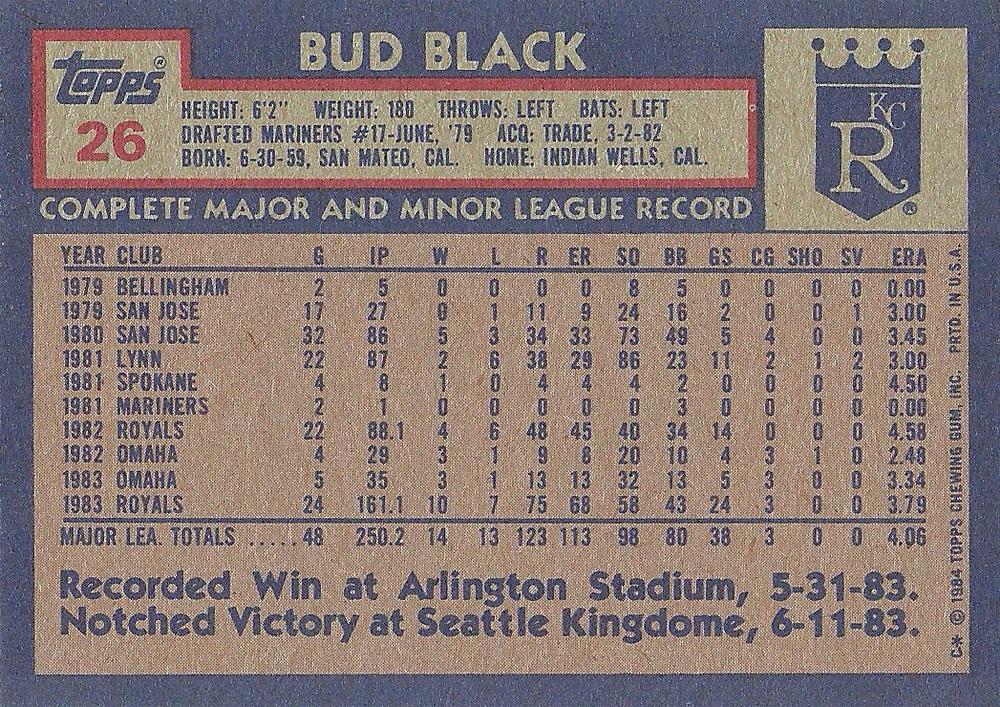 BUD BLACK
Topps®
26
HEIGHT: 6'2" WEIGHT: 180 THROWS: LEFT BATS: LEFT
DRAFTED MARINERS #17-JUNE, '79 ACQ: TRADE, 3-2-82
BORN: 6-30-59, SAN MATEO, CAL. HOME: INDIAN WELLS, CAL.
KC
R
®
COMPLETE MAJOR AND MINOR LEAGUE RECORD
YEAR CLUB G IP W L R ER SO BB GS CG SHO SV ERA
1979 BELLINGHAM 2 5 0 0 0 0 8 5 0 0 0 0 0.00
1979 SAN JOSE 17 27 0 1 11 9 24 16 2 0 0 1 3.00
1980 SAN JOSE 32 86 5 3 34 33 73 49 5 4 0 0 3.45
1981 LYNN 22 87 2 6 38 29 86 23 11 2 1 2 3.00
1981 SPOKANE 4 8 1 0 4 4 4 2 0 0 0 0 4.50
1981 MARINERS 2 1 0 0 0 0 0 3 0 0 0 0 0.00
1982 ROYALS 22 88.1 4 6 48 45 40 34 14 0 0 0 4.58
1982 OMAHA 4 29 3 1 9 8 20 10 4 3 1 0 2.48
1983 OMAHA 5 35 3 1 13 13 32 13 5 3 0 0 3.34
1983 ROYALS 24 161.1 10 7 75 68 58 43 24 3 0 0 3.79
MAJOR LEA. TOTALS .....48 250.2 14 13 123 113 98 80 38 3 0 0 4.06
Recorded Win at Arlington Stadium, 5-31-83.
Notched Victory at Seattle Kingdome, 6-11-83.
C* © 1984 TOPPS CHEWING GUM, INC. PRTD. IN U.S.A.